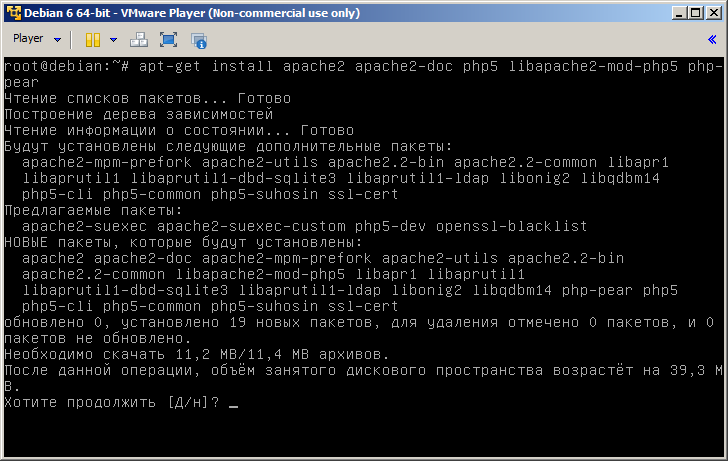 Debian 6 64-bit - VMware Player (Non-commercial use only)
Player
root@debian:~# apt-get install apache2 apache2-doc php5 libapache2-mod-php5 php-
pear
Чтение списков пакетов... Готово
Построение дерева зависимостей
Чтение информации о состоянии... Готово
Будут установлены следующие дополнительные пакеты:
  apache2-mpm-prefork apache2-utils apache2.2-bin apache2.2-common libapr1
  libaprutil1 libaprutil1-dbd-sqlite3 libaprutil1-ldap libonig2 libqdbm14
  php5-cli php5-common php5-suhosin ssl-cert
Предлагаемые пакеты:
  apache2-suexec apache2-suexec-custom php5-dev openssl-blacklist
НОВЫЕ пакеты, которые будут установлены:
  apache2 apache2-doc apache2-mpm-prefork apache2-utils apache2.2-bin
  apache2.2-common libapache2-mod-php5 libapr1 libaprutil1
  libaprutil1-dbd-sqlite3 libaprutil1-ldap libonig2 libqdbm14 php-pear php5
  php5-cli php5-common php5-suhosin ssl-cert
обновлено 0, установлено 19 новых пакетов, для удаления отмечено 0 пакетов, и 0
пакетов не обновлено.
Необходимо скачать 11,2 MB/11,4 MB архивов.
После данной операции, объём занятого дискового пространства возрастёт на 39,3 M
B.
Хотите продолжить [Д/н]? _